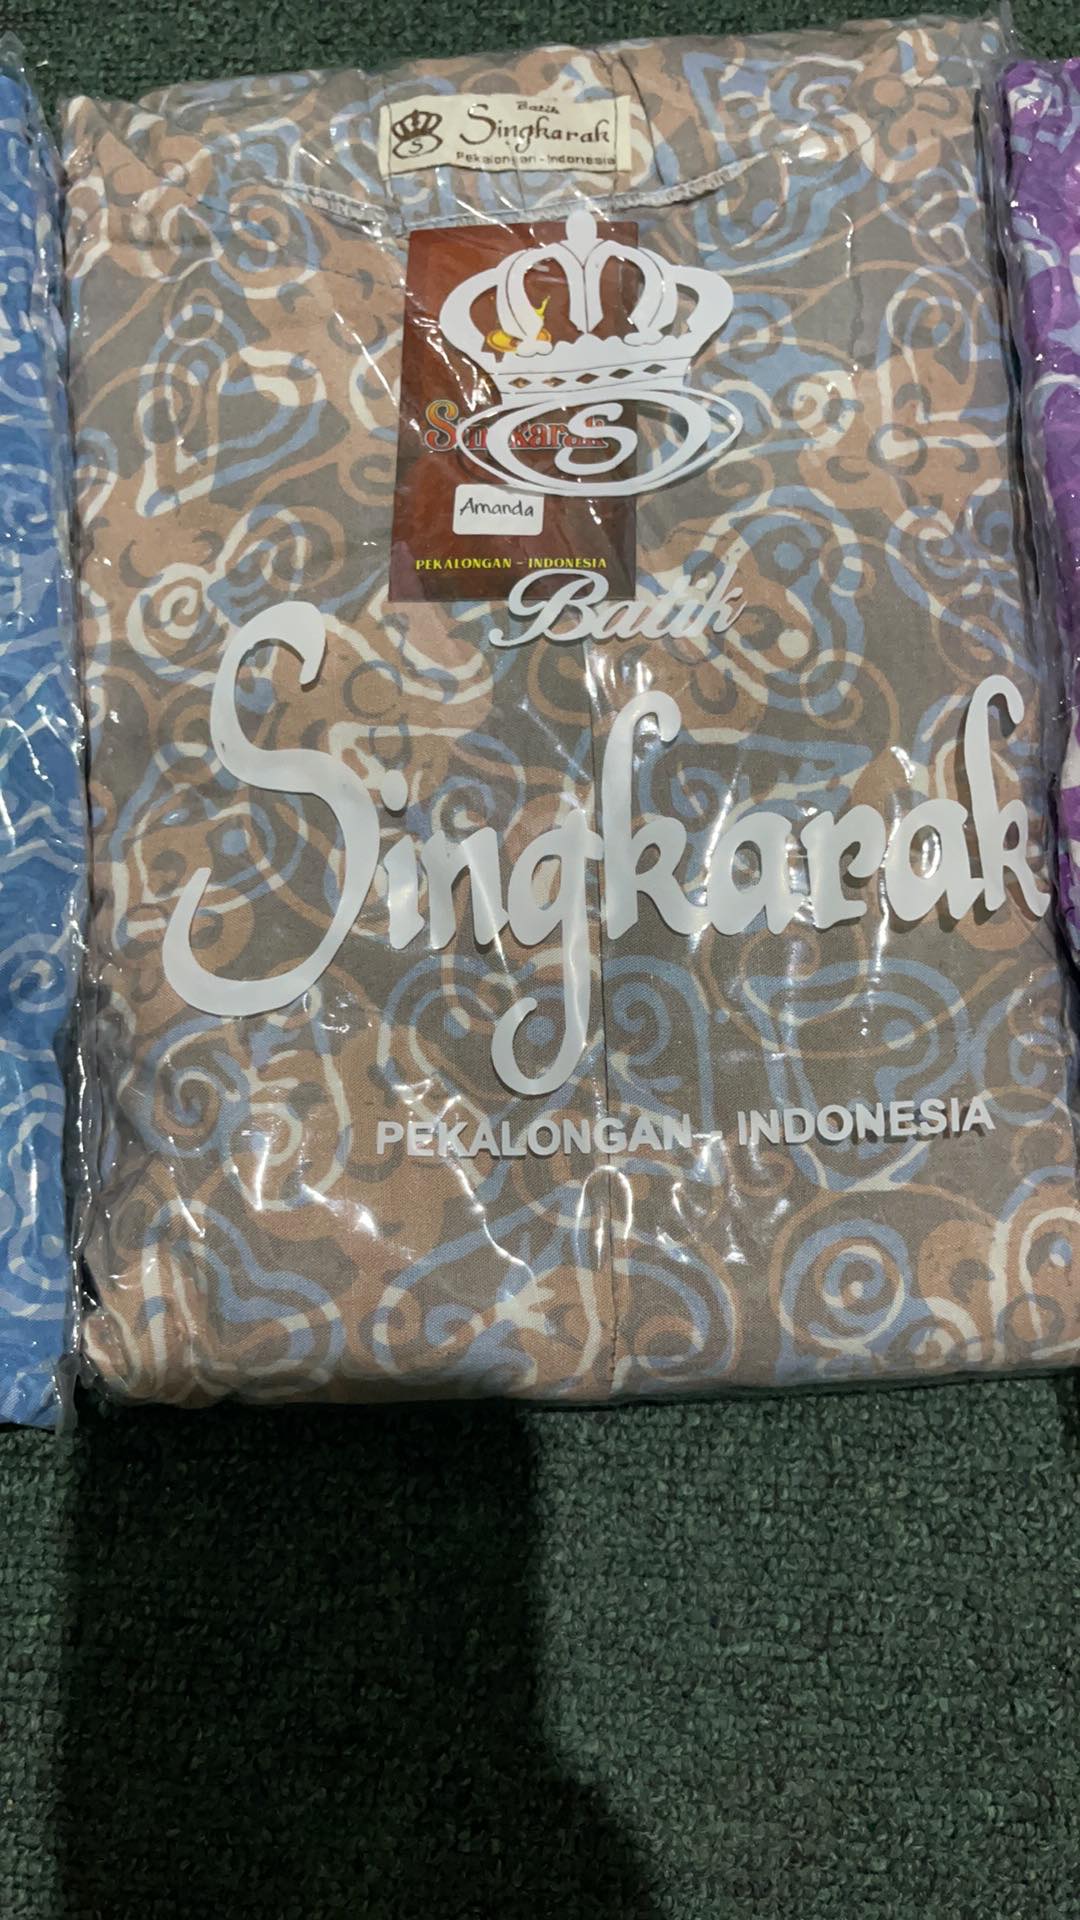 Batik
Singkarak
S
Pekalongan - Indonesia
S
Singkarak
Amanda
PEKALONGAN - INDONESIA
Batik
Singkarak
PEKALONGAN - INDONESIA